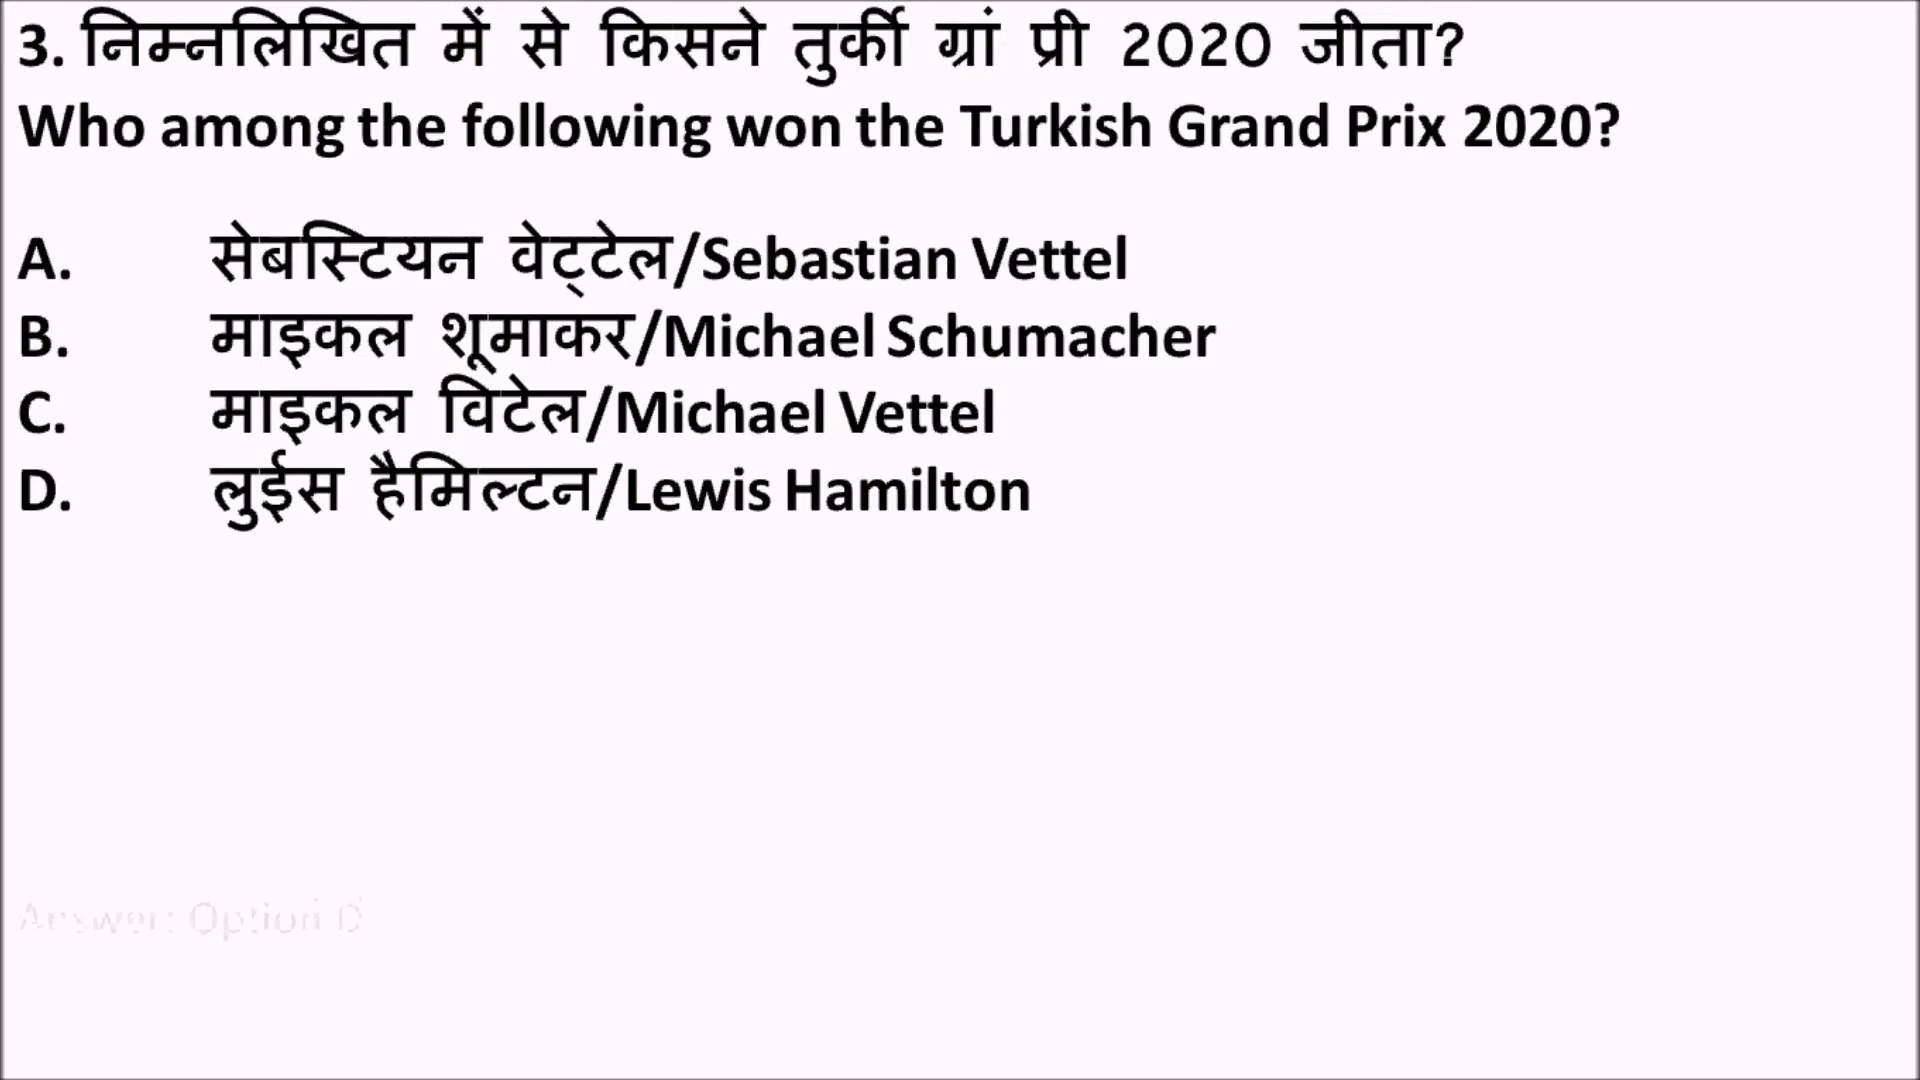 3. निम्नलिखित में से किसने तुर्की ग्रां प्री 2020 जीता?
Who among the following won the Turkish Grand Prix 2020?
A. सेबस्टियन वेट्टेल/Sebastian Vettel
B. माइकल शूमाकर/Michael Schumacher
C. माइकल विटेल/Michael Vettel
D. लुईस हैमिल्टन/Lewis Hamilton
Answer: Option D